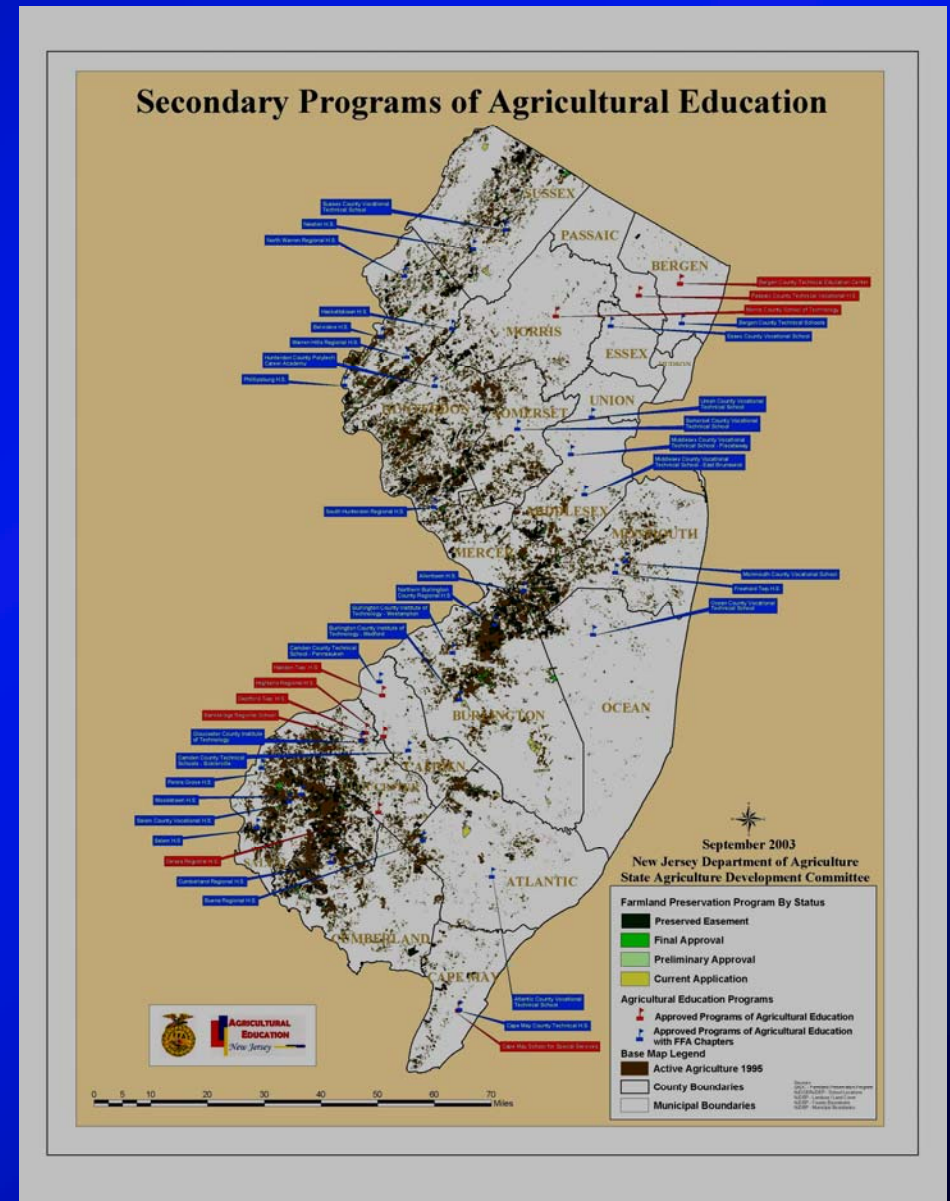 Secondary Programs of Agricultural Education
SUSSEX
Sussex County Vocational
Technical School
Newton H.S.
North Warren Regional H.S.
PASSAIC
BERGEN
Bergen County Technical Education Center
Passaic County Technical Vocational H.S.
Morris County School of Technology
Bergen County Technical Schools
Essex County Vocational School
Hackettstown H.S.
Belvidere H.S.
Warren Hills Regional H.S.
Hunterdon County Polytech
Career Academy
Phillipsburg H.S.
MORRIS
ESSEX
HUDSON
HUNTERDON
SOMERSET
UNION
Union County Vocational
Technical School
Somerset County Vocational
Technical School
Middlesex County Vocational
Technical School - Piscataway
Middlesex County Vocational
Technical School - East Brunswick
South Hunterdon Regional H.S.
MIDDLESEX
MERCER
MONMOUTH
Allentown H.S.
Northern Burlington
County Regional H.S.
Burlington County Institute of
Technology - Westampton
Burlington County Institute of
Technology - Medford
Monmouth County Vocational School
Freehold Twp H.S.
Ocean County Vocational
Technical School
Camden County Technical
School - Pennsauken
Haddon Twp. H.S.
Highland Regional H.S.
Deptford Twp. H.S.
Bankbridge Regional School
Gloucester County Institute
of Technology
Camden County Technical
Schools - Sicklerville
Penns Grove H.S.
Woodstown H.S.
Salem County Vocational H.S.
Salem H.S.
Delsea Regional H.S.
Cumberland Regional H.S.
Buena Regional H.S.
BURLINGTON
OCEAN
CAMDEN
ATLANTIC
CUMBERLAND
CAPE MAY
Atlantic County Vocational
Technical School
Cape May County Technical H.S.
Cape May School for Special Services
September 2003
New Jersey Department of Agriculture
State Agriculture Development Committee
Farmland Preservation Program By Status
Preserved Easement
Final Approval
Preliminary Approval
Current Application
Agricultural Education Programs
Approved Programs of Agricultural Education
Approved Programs of Agricultural Education
with FFA Chapters
Base Map Legend
Active Agriculture 1995
County Boundaries
Municipal Boundaries
AGRICULTURAL
EDUCATION
New Jersey
0 5 10 20 30 40 50 60 70
Miles